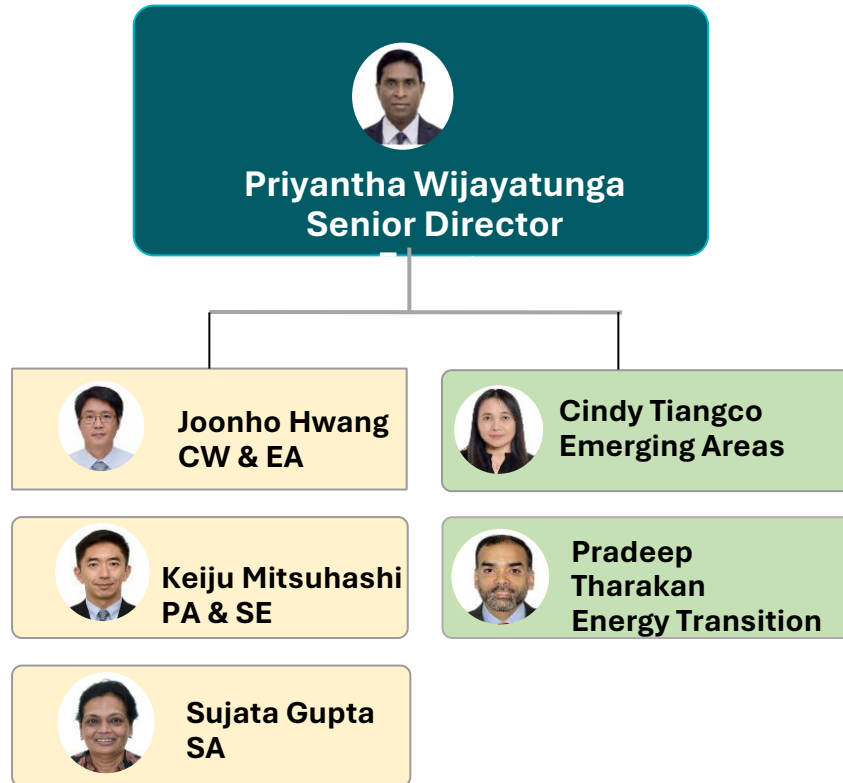 Priyantha Wijayatunga
Senior Director
Joonho Hwang
CW & EA
Cindy Tiangco
Emerging Areas
Keiju Mitsuhashi
PA & SE
Pradeep
Tharakan
Energy Transition
Sujata Gupta
SA